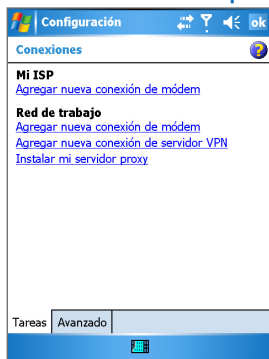 Configuración
ok
Conexiones
?
Mi ISP
Agregar nueva conexión de módem
Red de trabajo
Agregar nueva conexión de módem
Agregar nueva conexión de servidor VPN
Instalar mi servidor proxy
Tareas
Avanzado